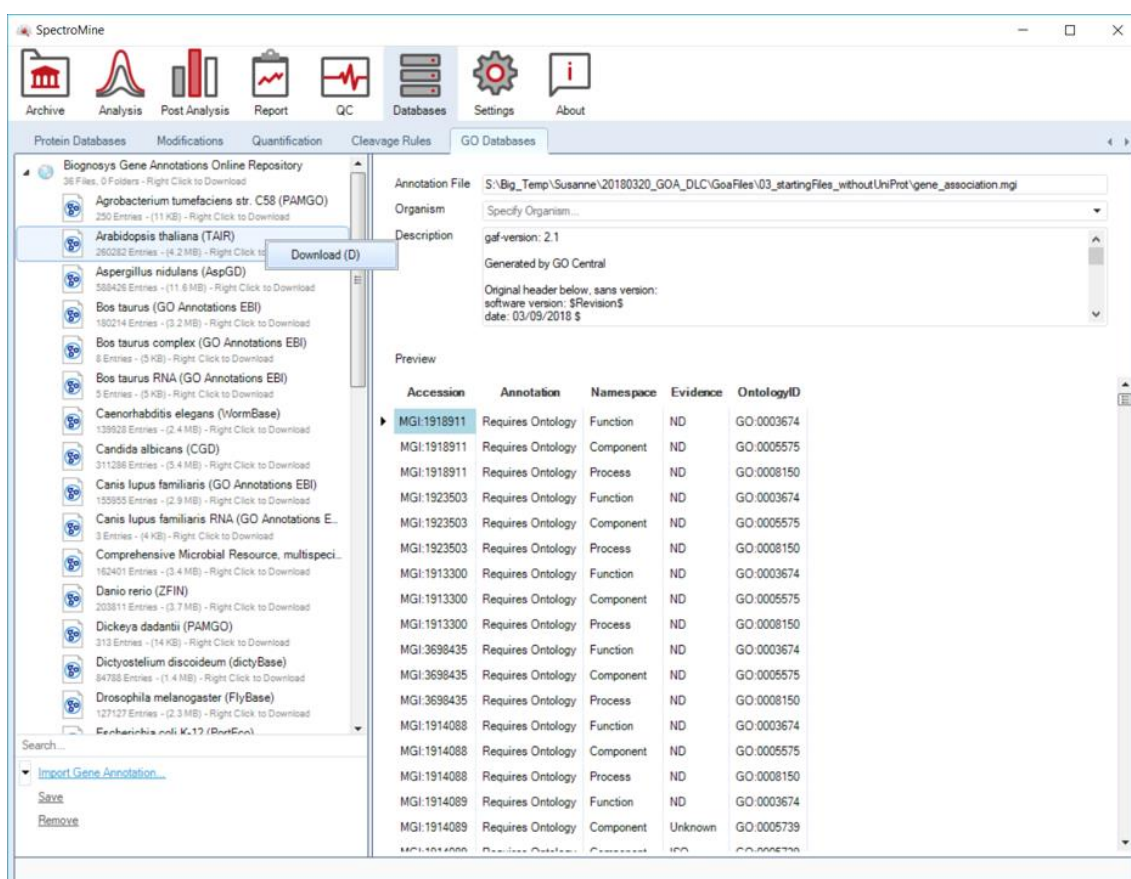 SpectroMine
Archive
Analysis
Post Analysis
Report
QC
Databases
Settings
About
Protein Databases
Modifications
Quantification
Cleavage Rules
GO Databases
Biognosys Gene Annotations Online Repository
36 Files, 0 Folders - Right Click to Download
Agrobacterium tumefaciens str. C58 (PAMGO)
250 Entries - (11 KB) - Right Click to Download
Arabidopsis thaliana (TAIR)
260282 Entries - (4.2 MB) - Right Click to
Download (D)
Aspergillus nidulans (AspGD)
588426 Entries - (11.6 MB) - Right Click to Download
Bos taurus (GO Annotations EBI)
180214 Entries - (3.2 MB) - Right Click to Download
Bos taurus complex (GO Annotations EBI)
8 Entries - (5 KB) - Right Click to Download
Bos taurus RNA (GO Annotations EBI)
5 Entries - (5 KB) - Right Click to Download
Caenorhabditis elegans (WormBase)
139928 Entries - (2.4 MB) - Right Click to Download
Candida albicans (CGD)
311286 Entries - (5.4 MB) - Right Click to Download
Canis lupus familiaris (GO Annotations EBI)
155955 Entries - (2.9 MB) - Right Click to Download
Canis lupus familiaris RNA (GO Annotations E...
3 Entries - (4 KB) - Right Click to Download
Comprehensive Microbial Resource, multispeci...
162401 Entries - (3.4 MB) - Right Click to Download
Danio rerio (ZFIN)
203811 Entries - (3.7 MB) - Right Click to Download
Dickeya dadantii (PAMGO)
313 Entries - (14 KB) - Right Click to Download
Dictyostelium discoideum (dictyBase)
84788 Entries - (1.4 MB) - Right Click to Download
Drosophila melanogaster (FlyBase)
127127 Entries - (2.3 MB) - Right Click to Download
Escherichia coli K-12 (PortEco)
Search...
Import Gene Annotation...
Save
Remove
Annotation File S:\Big_Temp\Susanne\20180320_GOA_DLC\GoaFiles\03_startingFiles_withoutUniProt\gene_association.mgi
Organism Specify Organism...
Description gaf-version: 2.1
Generated by GO Central
Original header below, sans version:
software version: $Revision$
date: 03/09/2018 $
Preview
Accession Annotation Namespace Evidence OntologyID
MGI:1918911 Requires Ontology Function ND GO:0003674
MGI:1918911 Requires Ontology Component ND GO:0005575
MGI:1918911 Requires Ontology Process ND GO:0008150
MGI:1923503 Requires Ontology Function ND GO:0003674
MGI:1923503 Requires Ontology Component ND GO:0005575
MGI:1923503 Requires Ontology Process ND GO:0008150
MGI:1913300 Requires Ontology Function ND GO:0003674
MGI:1913300 Requires Ontology Component ND GO:0005575
MGI:1913300 Requires Ontology Process ND GO:0008150
MGI:3698435 Requires Ontology Function ND GO:0003674
MGI:3698435 Requires Ontology Component ND GO:0005575
MGI:3698435 Requires Ontology Process ND GO:0008150
MGI:1914088 Requires Ontology Function ND GO:0003674
MGI:1914088 Requires Ontology Component ND GO:0005575
MGI:1914088 Requires Ontology Process ND GO:0008150
MGI:1914089 Requires Ontology Function ND GO:0003674
MGI:1914089 Requires Ontology Component Unknown GO:0005739
MGI:1914089 Requires Ontology Component ISO GO:0005739